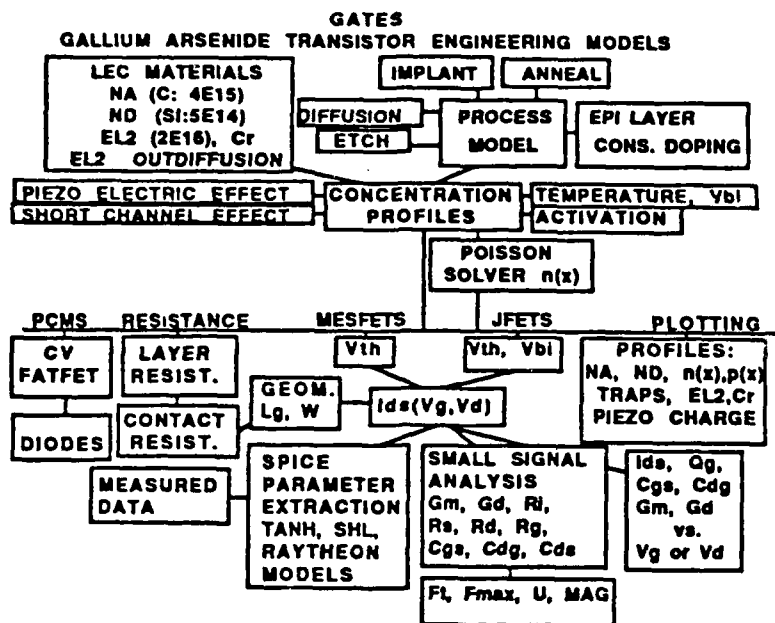 GATES
GALLIUM ARSENIDE TRANSISTOR ENGINEERING MODELS
LEC MATERIALS
NA (C: 4E15)
ND (SI:5E14)
EL2 (2E16), Cr
EL2 OUTDIFFUSION
IMPLANT
ANNEAL
DIFFUSION
ETCH
PROCESS
MODEL
EPI LAYER
CONS. DOPING
PIEZO ELECTRIC EFFECT
SHORT CHANNEL EFFECT
CONCENTRATION
PROFILES
TEMPERATURE, Vbi
ACTIVATION
POISSON
SOLVER n(x)
PCMS
RESISTANCE
MESFETS
JFETS
PLOTTING
CV
FATFET
DIODES
LAYER
RESIST.
CONTACT
RESIST.
Vth
Vth, Vbi
GEOM.
Lg, W
Ids(Vg,Vd)
PROFILES:
NA, ND, n(x),p(x)
TRAPS, EL2,Cr
PIEZO CHARGE
MEASURED
DATA
SPICE
PARAMETER
EXTRACTION
TANH, SHL,
RAYTHEON
MODELS
SMALL SIGNAL
ANALYSIS
Gm, Gd, Ri,
Rs, Rd, Rg,
Cgs, Cdg, Cds
Ids, Qg,
Cgs, Cdg
Gm, Gd
vs.
Vg or Vd
Ft, Fmax, U, MAG